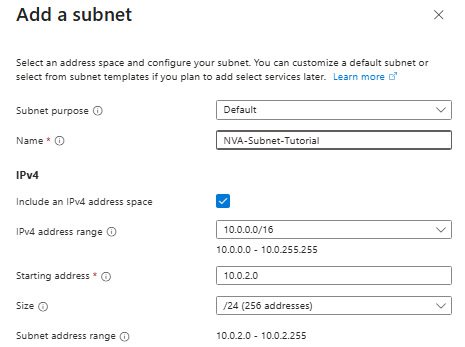 Add a subnet
Select an address space and configure your subnet. You can customize a default subnet or
select from subnet templates if you plan to add select services later. Learn more
Subnet purpose Default
Name * NVA-Subnet-Tutorial
IPv4
Include an IPv4 address space
IPv4 address range 10.0.0.0/16
10.0.0.0 - 10.0.255.255
Starting address * 10.0.2.0
Size /24 (256 addresses)
Subnet address range 10.0.2.0 - 10.0.2.255